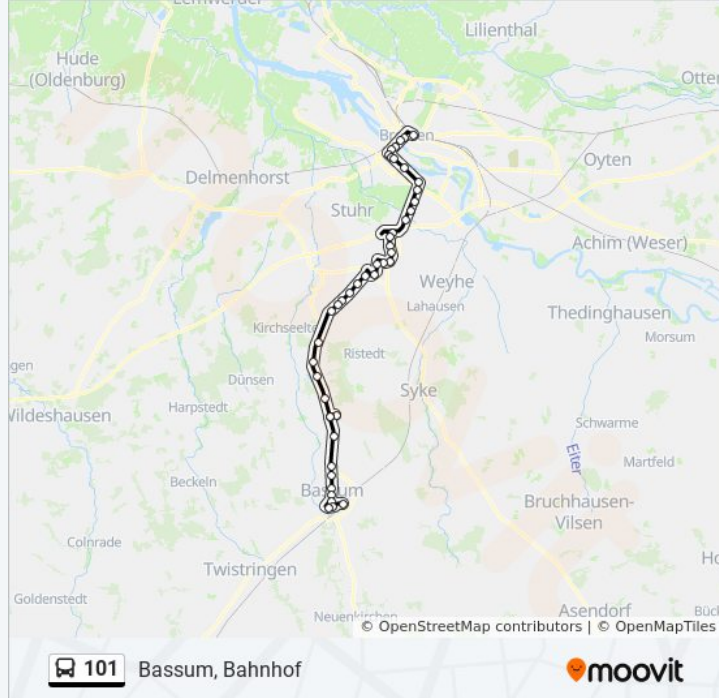 Lemwerder
Lilienthal
Hude
(Oldenburg)
Otter
Bremen
Oyten
Delmenhorst
Stuhr
Achim (Weser)
Weyhe
Lahausen
Thedinghausen
Kirchseelte
Morsum
Ristedt
gen
Dünsen
Syke
Wildeshausen
Harpstedt
Schwarme
Eiter
Martfeld
Beckeln
Bassum
Bruchhausen-
Vilsen
Colnrade
Ho
Twistringen
Goldenstedt
Neuenkirchen
Asendorf
Büc
© OpenStreetMap contributors | © OpenMapTiles
101 Bassum, Bahnhof
moovit